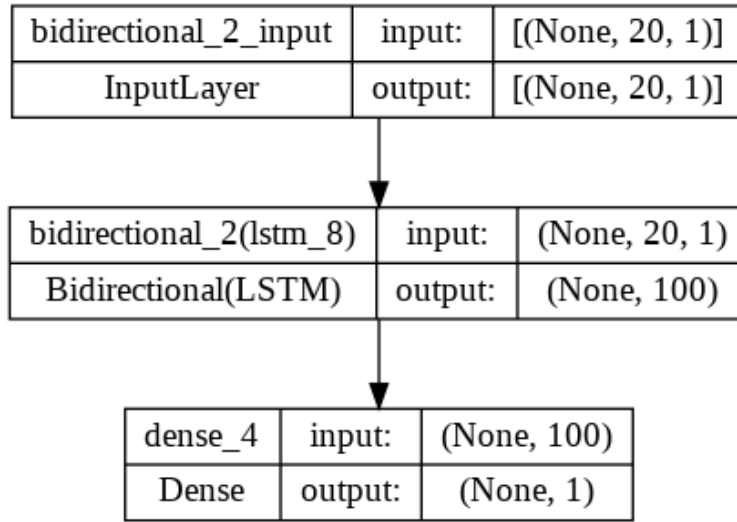 bidirectional_2_input input: [(None, 20, 1)]
InputLayer output: [(None, 20, 1)]
bidirectional_2(lstm_8) input: (None, 20, 1)
Bidirectional(LSTM) output: (None, 100)
dense_4 input: (None, 100)
Dense output: (None, 1)